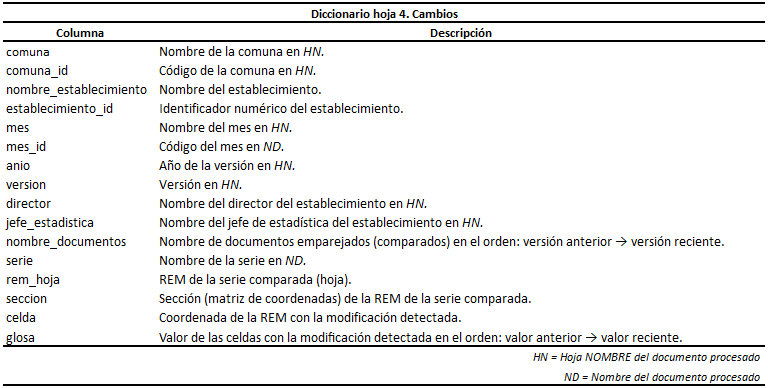 Diccionario hoja 4. Cambios
Columna Descripción
comuna Nombre de la comuna en HN.
comuna_id Código de la comuna en HN.
nombre_establecimiento Nombre del establecimiento.
establecimiento_id Identificador numérico del establecimiento.
mes Nombre del mes en HN.
mes_id Código del mes en ND.
anio Año de la versión en HN.
version Versión en HN.
director Nombre del director del establecimiento en HN.
jefe_estadistica Nombre del jefe de estadística del establecimiento en HN.
nombre_documentos Nombre de documentos emparejados (comparados) en el orden: versión anterior → versión reciente.
serie Nombre de la serie en ND.
rem_hoja REM de la serie comparada (hoja).
seccion Sección (matriz de coordenadas) de la REM de la serie comparada.
celda Coordenada de la REM con la modificación detectada.
glosa Valor de las celdas con la modificación detectada en el orden: valor anterior → valor reciente.
HN = Hoja NOMBRE del documento procesado
ND = Nombre del documento procesado